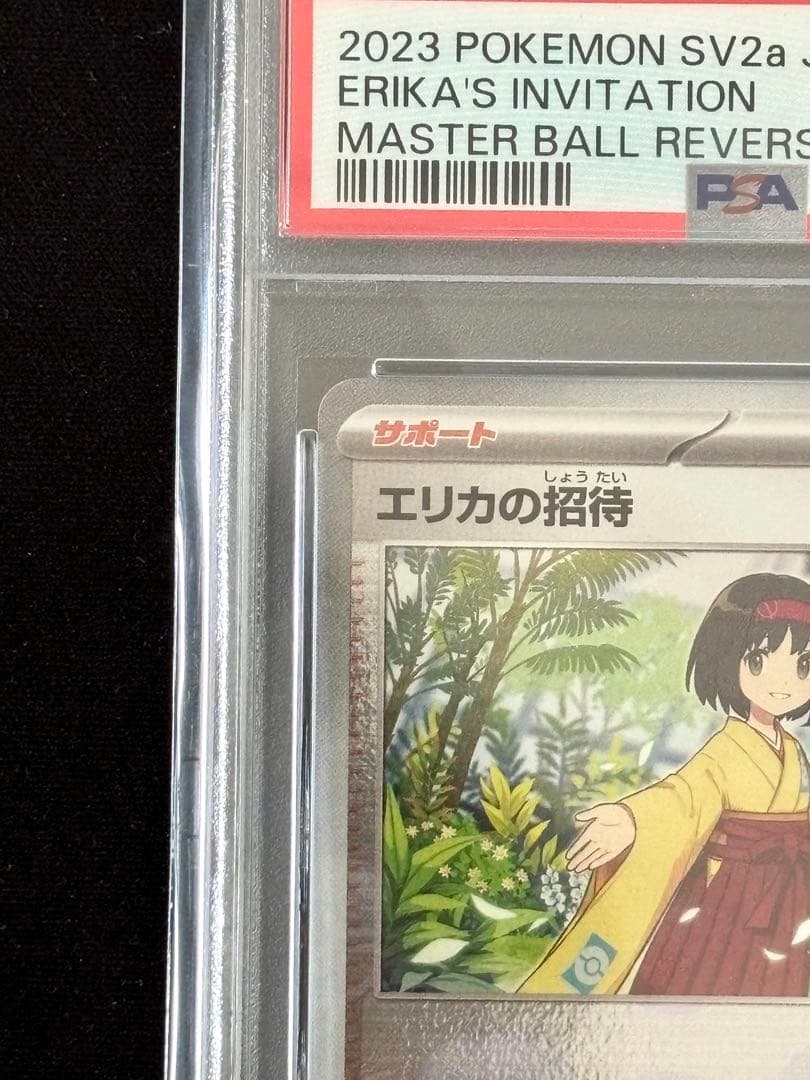 2023 POKEMON SV2a
ERIKA'S INVITATION
MASTER BALL REVERS
PSA
サポート
しょう たい
エリカの招待